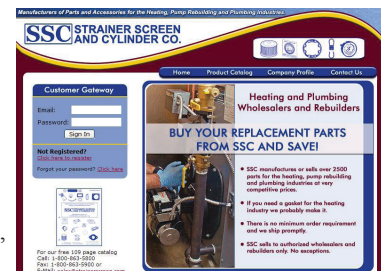 Manufacturers of Parts and Accessories for the Heating, Pump Rebuilding and Plumbing Industries
SSC STRAINER SCREEN
AND CYLINDER CO.
Home Product Catalog Company Profile Contact Us
Customer Gateway
Email:
Password:
Sign In
Not Registered?
Click here to register
Forgot your password? Click here
For our free 109 page catalog
Call: 1-800-863-5800
Fax: 1-800-863-5900 or
Heating and Plumbing
Wholesalers and Rebuilders
BUY YOUR REPLACEMENT PARTS
FROM SSC AND SAVE!
• SSC manufactures or sells over 2500
parts for the heating, pump rebuilding
and plumbing industries at very
competitive prices.
• If you need a gasket for the heating
industry we probably make it.
• There is no minimum order requirement
and we ship promptly.
• SSC sells to authorized wholesalers and
rebuilders only. No exceptions.